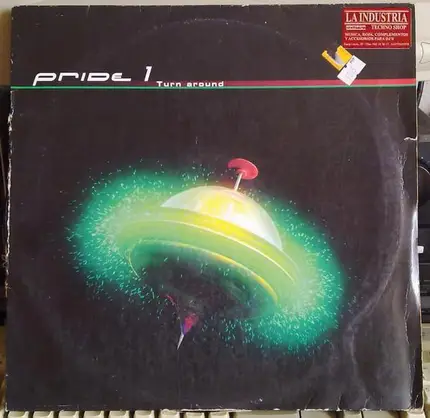 LA INDUSTRIA
TECHNO SHOP
MUSICA, ROPA, COMPLEMENTOS
Y ACCESORIOS PARA DJ'S
PRIDE 1
Turn around